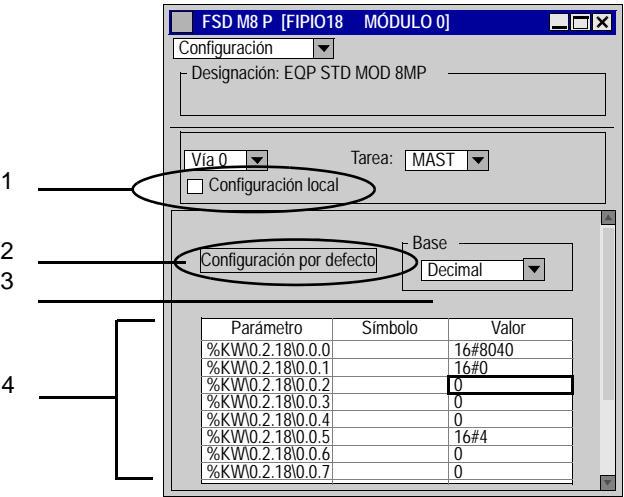 FSD M8 P [FIPIO18 MÓDULO 0]
Configuración
Designación: EQP STD MOD 8MP
Vía 0 Tarea: MAST
1
Configuración local
2
Base
Configuración por defecto
Decimal
3
Parámetro Símbolo Valor
%KW\0.2.18\0.0.0 16#8040
%KW\0.2.18\0.0.1 16#0
4
%KW\0.2.18\0.0.2 0
%KW\0.2.18\0.0.3 0
%KW\0.2.18\0.0.4 0
%KW\0.2.18\0.0.5 16#4
%KW\0.2.18\0.0.6 0
%KW\0.2.18\0.0.7 0